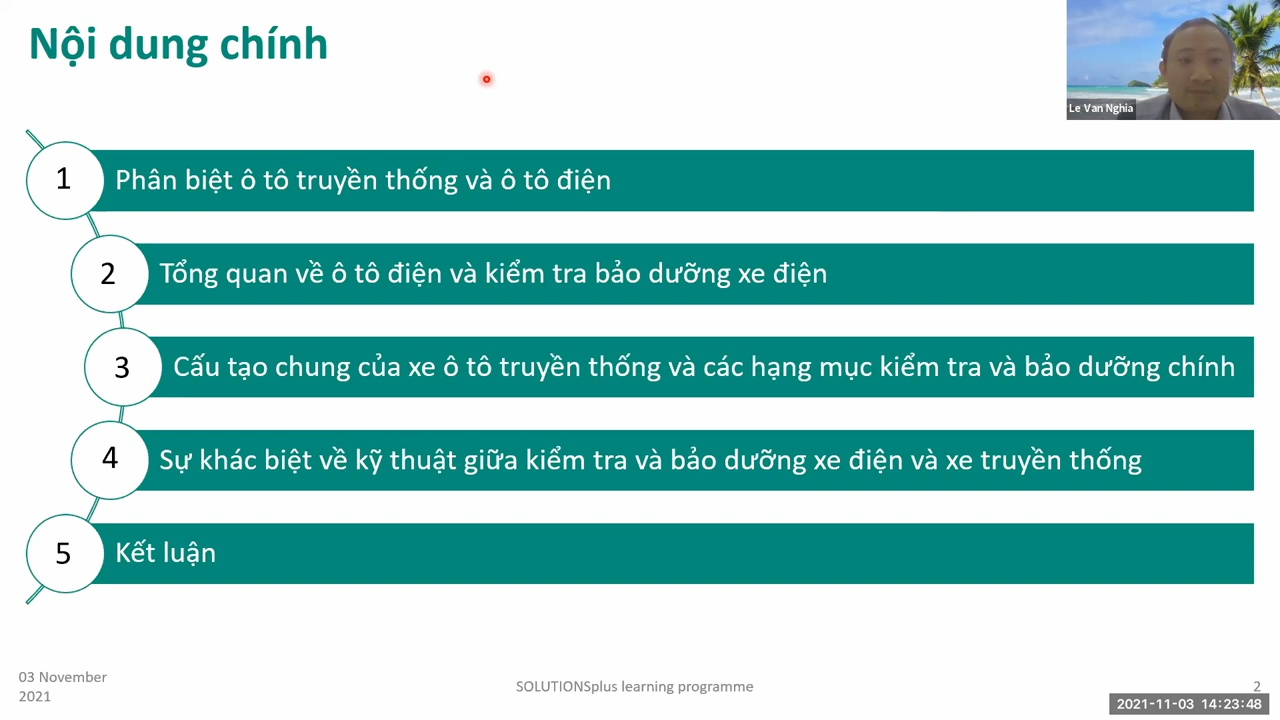 Nội dung chính
Le Van Nghia
1
Phân biệt ô tô truyền thống và ô tô điện
2
Tổng quan về ô tô điện và kiểm tra bảo dưỡng xe điện
3
Cấu tạo chung của xe ô tô truyền thống và các hạng mục kiểm tra và bảo dưỡng chính
4
Sự khác biệt về kỹ thuật giữa kiểm tra và bảo dưỡng xe điện và xe truyền thống
5
Kết luận
03 November
2021
SOLUTIONSplus learning programme
2
2021-11-03 14:23:48